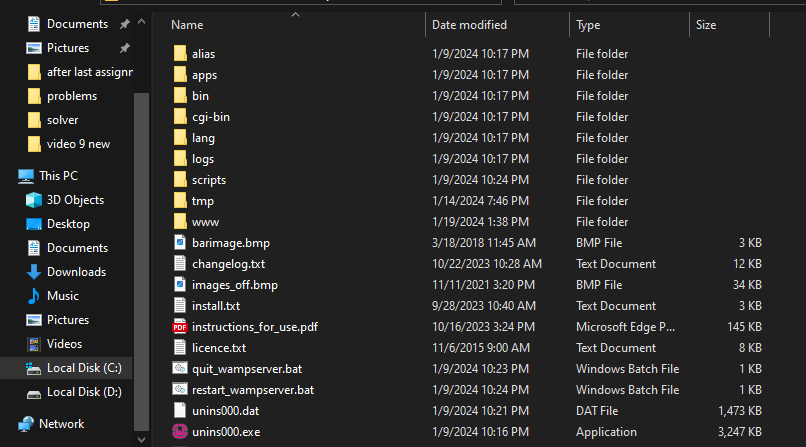 Name Date modified Type Size
Documents
Pictures
after last assignn
problems
solver
video 9 new
This PC
3D Objects
Desktop
Documents
Downloads
Music
Pictures
Videos
Local Disk (C:)
Local Disk (D:)
Network
alias 1/9/2024 10:17 PM File folder
apps 1/9/2024 10:17 PM File folder
bin 1/9/2024 10:17 PM File folder
cgi-bin 1/9/2024 10:17 PM File folder
lang 1/9/2024 10:17 PM File folder
logs 1/9/2024 10:17 PM File folder
scripts 1/9/2024 10:24 PM File folder
tmp 1/14/2024 7:46 PM File folder
www 1/19/2024 1:38 PM File folder
barimage.bmp 3/18/2018 11:45 AM BMP File 3 KB
changelog.txt 10/22/2023 10:28 AM Text Document 12 KB
images_off.bmp 11/11/2021 3:20 PM BMP File 34 KB
install.txt 9/28/2023 10:40 AM Text Document 3 KB
PDF instructions_for_use.pdf 10/16/2023 3:24 PM Microsoft Edge P... 145 KB
licence.txt 11/6/2015 9:00 AM Text Document 8 KB
quit_wampserver.bat 1/9/2024 10:23 PM Windows Batch File 1 KB
restart_wampserver.bat 1/9/2024 10:24 PM Windows Batch File 1 KB
unins000.dat 1/9/2024 10:21 PM DAT File 1,473 KB
unins000.exe 1/9/2024 10:16 PM Application 3,247 KB